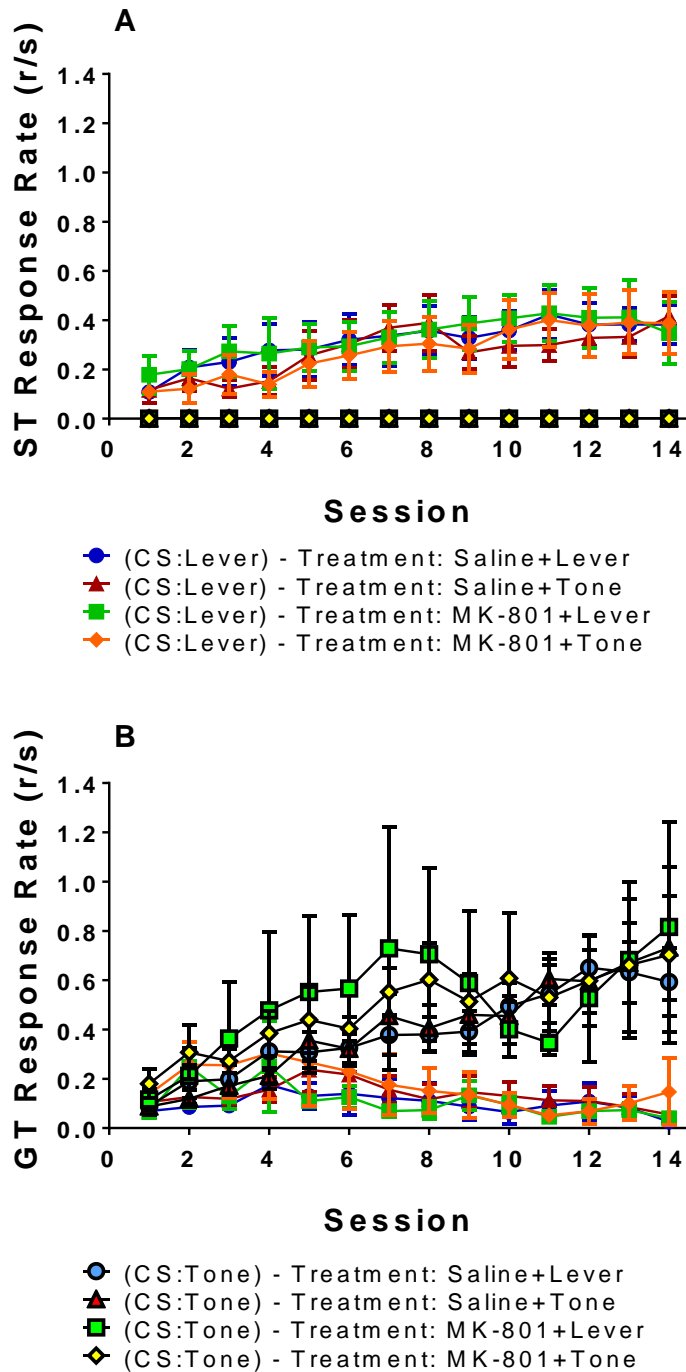 A
ST Response Rate (r/s)
1.4
1.2
1.0
0.8
0.6
0.4
0.2
0.0
0 2 4 6 8 10 12 14
Session
(CS:Lever) - Treatment: Saline+Lever
(CS:Lever) - Treatment: Saline+Tone
(CS:Lever) - Treatment: MK-801+Lever
(CS:Lever) - Treatment: MK-801+Tone
B
GT Response Rate (r/s)
1.4
1.2
1.0
0.8
0.6
0.4
0.2
0.0
0 2 4 6 8 10 12 14
Session
(CS:Tone) - Treatment: Saline+Lever
(CS:Tone) - Treatment: Saline+Tone
(CS:Tone) - Treatment: MK-801+Lever
(CS:Tone) - Treatment: MK-801+Tone